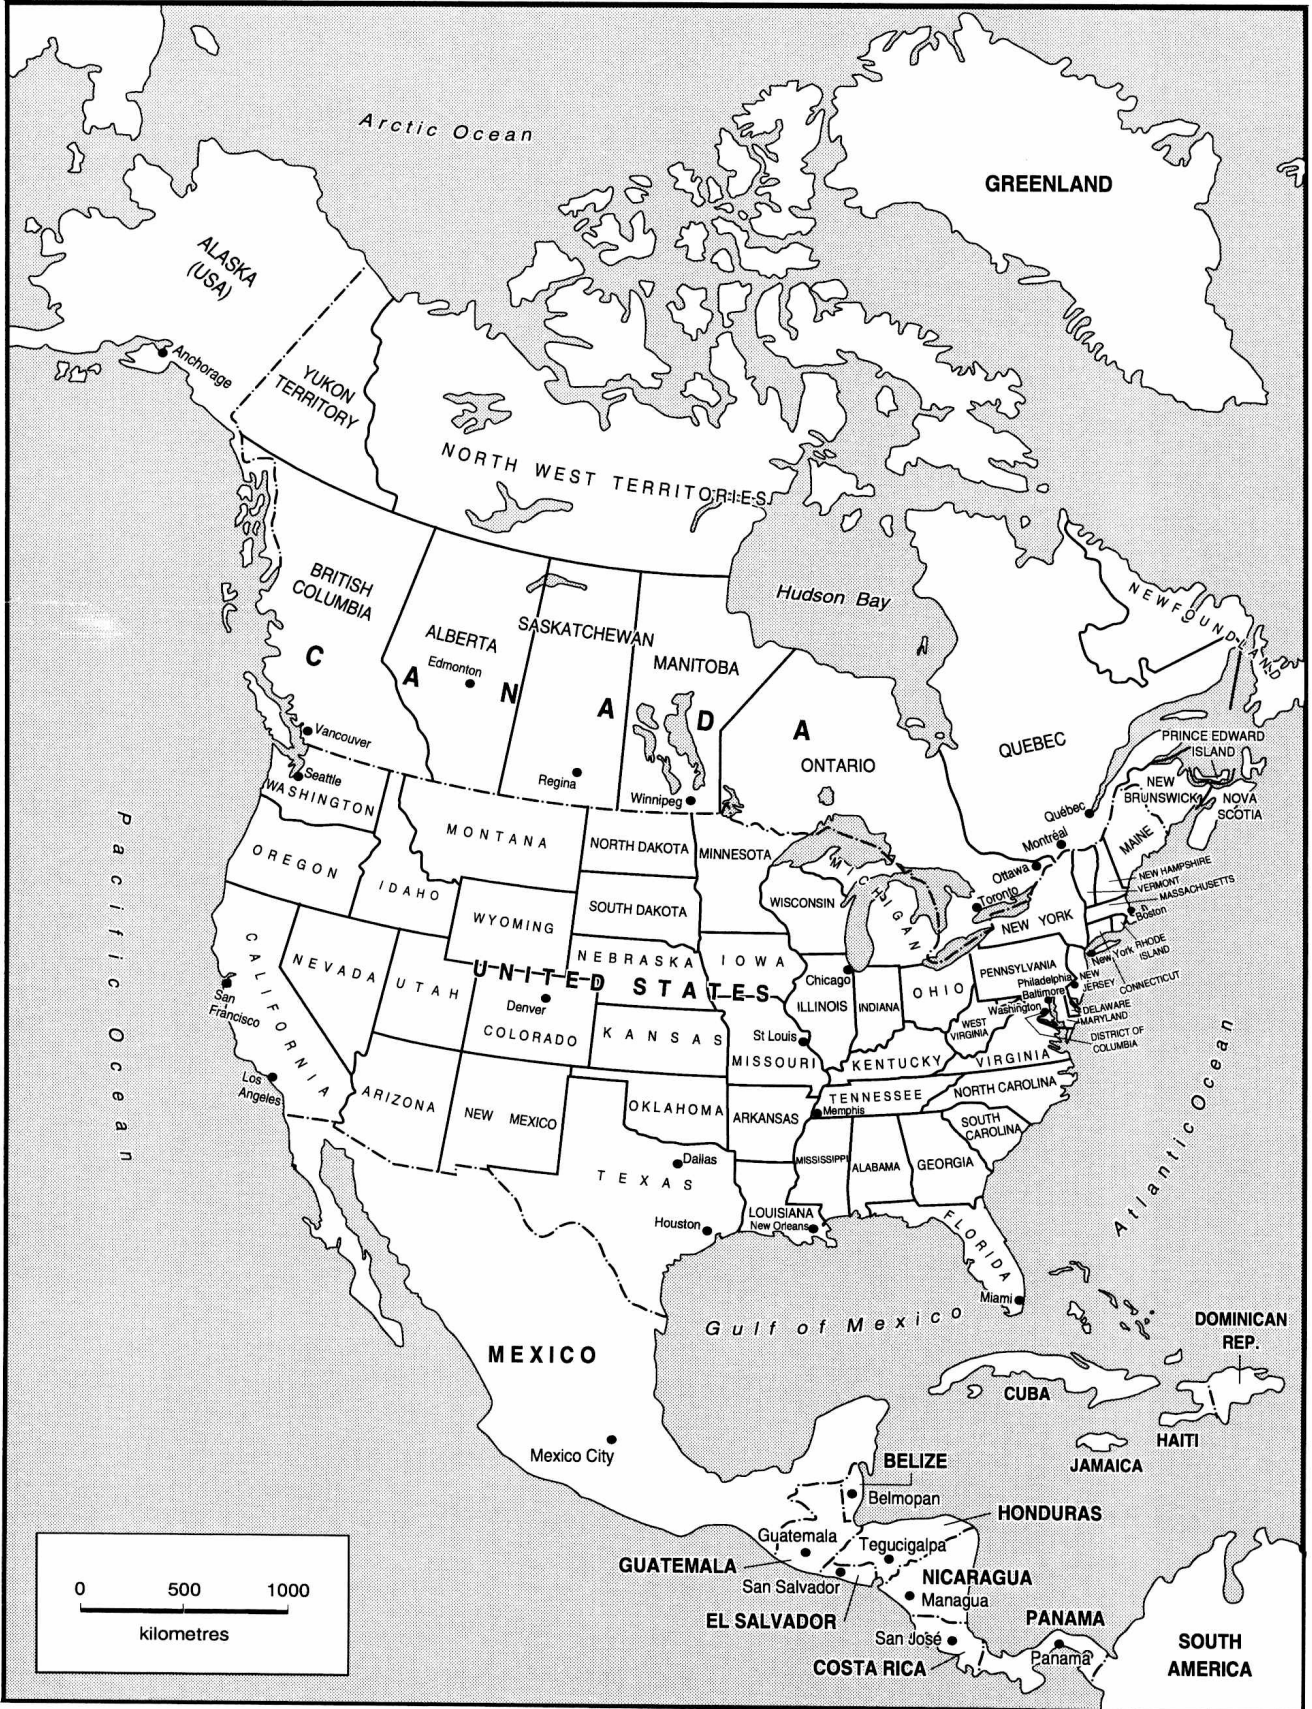 Arctic Ocean
GREENLAND
ALASKA
(USA)
Anchorage
YUKON
TERRITORY
NORTH WEST TERRITORIES
BRITISH
COLUMBIA
Hudson Bay
NEWFOUNDLAND
ALBERTA
SASKATCHEWAN
MANITOBA
Edmonton
CANADA
Vancouver
ONTARIO
QUEBEC
PRINCE EDWARD
ISLAND
Regina
Winnipeg
Seattle
WASHINGTON
NEW
BRUNSWICK
NOVA
SCOTIA
Québec
Montréal
MAINE
Ottawa
Toronto
MONTANA
NORTH DAKOTA
MINNESOTA
OREGON
IDAHO
MICHIGAN
WISCONSIN
NEW HAMPSHIRE
VERMONT
MASSACHUSETTS
Boston
WYOMING
SOUTH DAKOTA
NEW YORK
New York
RHODE
ISLAND
CONNECTICUT
CALIFORNIA
NEVADA
UTAH
NEBRASKA
IOWA
UNITED STATES
Chicago
ILLINOIS
INDIANA
OHIO
PENNSYLVANIA
Philadelphia
NEW
JERSEY
Baltimore
Washington
DELAWARE
MARYLAND
DISTRICT OF
COLUMBIA
San
Francisco
Denver
COLORADO
KANSAS
St Louis
MISSOURI
KENTUCKY
WEST
VIRGINIA
VIRGINIA
Pacific Ocean
Los
Angeles
ARIZONA
NEW MEXICO
OKLAHOMA
ARKANSAS
TENNESSEE
Memphis
NORTH CAROLINA
SOUTH
CAROLINA
Dallas
TEXAS
MISSISSIPPI
ALABAMA
GEORGIA
Atlantic Ocean
Houston
LOUISIANA
New Orleans
FLORIDA
Miami
Gulf of Mexico
MEXICO
Mexico City
DOMINICAN
REP.
CUBA
HAITI
JAMAICA
BELIZE
Belmopan
HONDURAS
Guatemala
Tegucigalpa
GUATEMALA
San Salvador
NICARAGUA
Managua
EL SALVADOR
PANAMA
San José
Panama
COSTA RICA
SOUTH
AMERICA
0 500 1000
kilometres